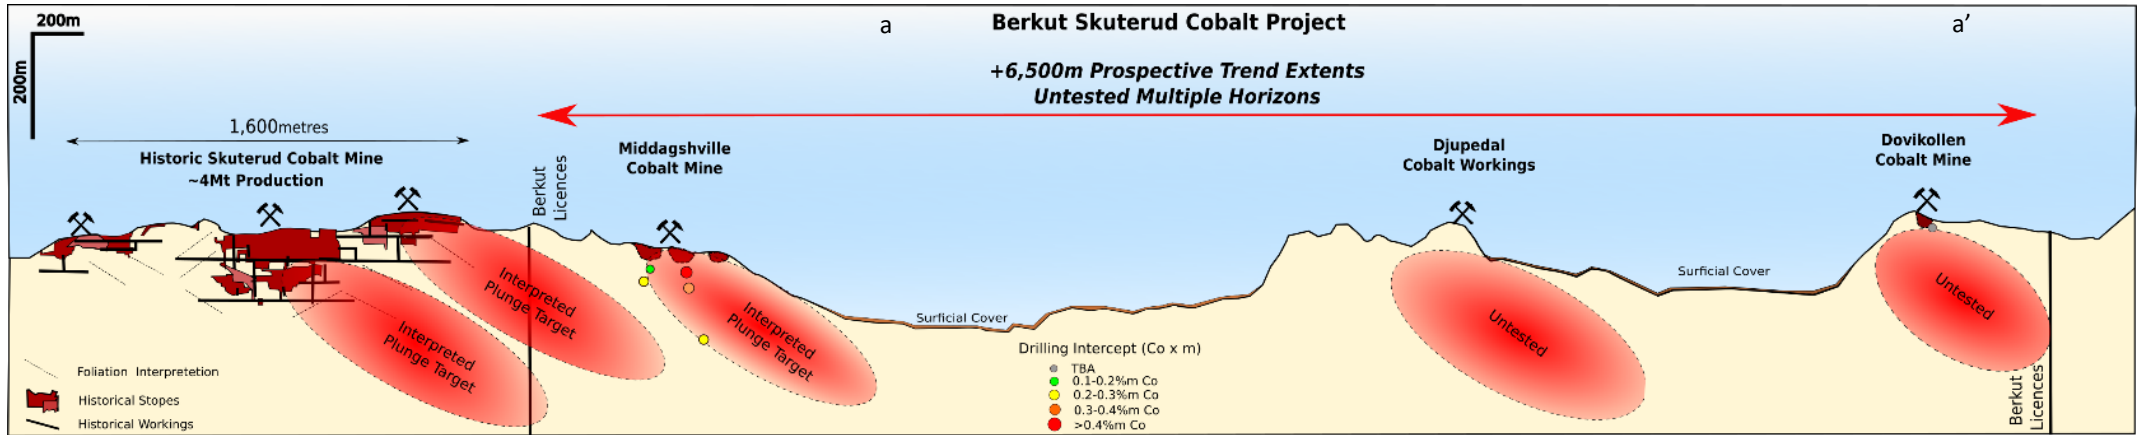 200m
200m
a
Berkut Skuterud Cobalt Project
a’
+6,500m Prospective Trend Extents
Untested Multiple Horizons
1,600metres
Historic Skuterud Cobalt Mine
~4Mt Production
Berkut
Licences
Middagshville
Cobalt Mine
Djupedal
Cobalt Workings
Dovikollen
Cobalt Mine
Interpreted
Plunge Target
Interpreted
Plunge Target
Interpreted
Plunge Target
Surficial Cover
Surficial Cover
Untested
Untested
Foliation Interpretetion
Historical Stopes
Historical Workings
Drilling Intercept (Co x m)
TBA
0.1-0.2%m Co
0.2-0.3%m Co
0.3-0.4%m Co
>0.4%m Co
Berkut
Licences